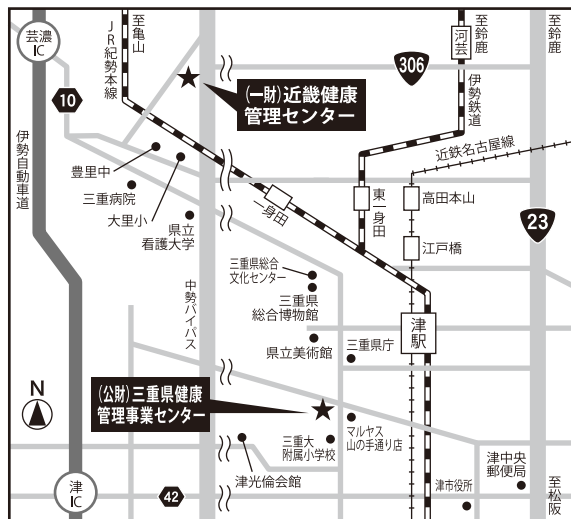 芸濃
IC
至亀山
JR紀勢本線
至鈴鹿
河芸
至鈴鹿
306
伊勢鉄道
(一財)近畿健康
管理センター
10
伊勢自動車道
近鉄名古屋線
豊里中
三重病院
大里小
県立
看護大学
一身田
東一身田
高田本山
23
江戸橋
中勢バイパス
三重県総合
文化センター
三重県
総合博物館
県立美術館
三重県庁
津駅
N
(公財)三重県健康
管理事業センター
三重大
附属小学校
マルヤス
山の手通り店
津光倫会館
津中央
郵便局
津市役所
至松阪
津
IC
42